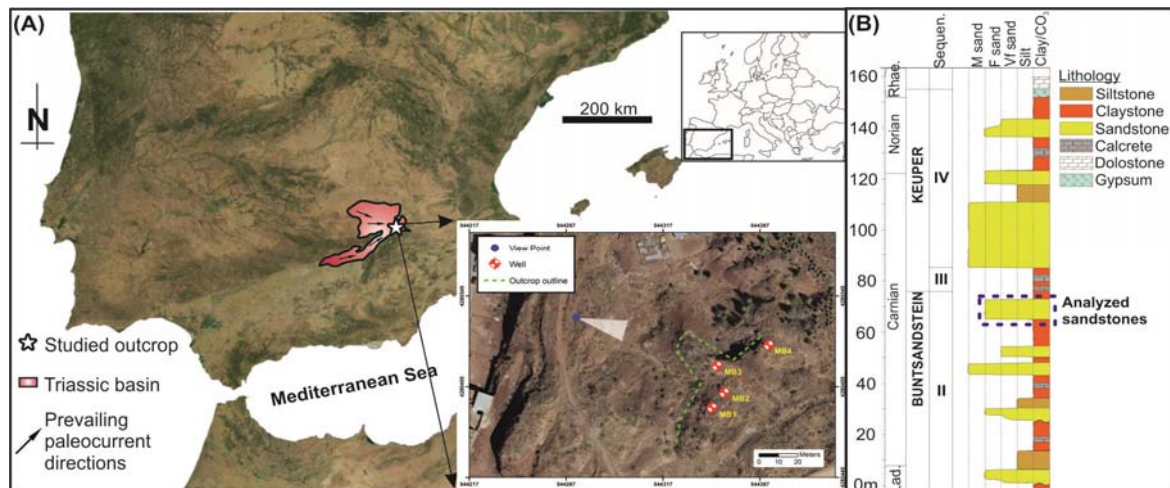 (A)
N
200 km
Studied outcrop
Triassic basin
Prevailing
paleocurrent
directions
Mediterranean Sea
View Point
Well
Outcrop outline
MB4
MB3
MB2
MB1
Meters
0 10 20
(B)
Sequen.
M sand
F sand
Vf sand
Silt
Clay/CO₃
160
140
120
100
80
60
40
20
0m
Rhae.
Norian
Carnian
Lad.
KEUPER
BUNTSANDSTEIN
IV
III
II
Lithology
Siltstone
Claystone
Sandstone
Calcrete
Dolostone
Gypsum
Analyzed
sandstones